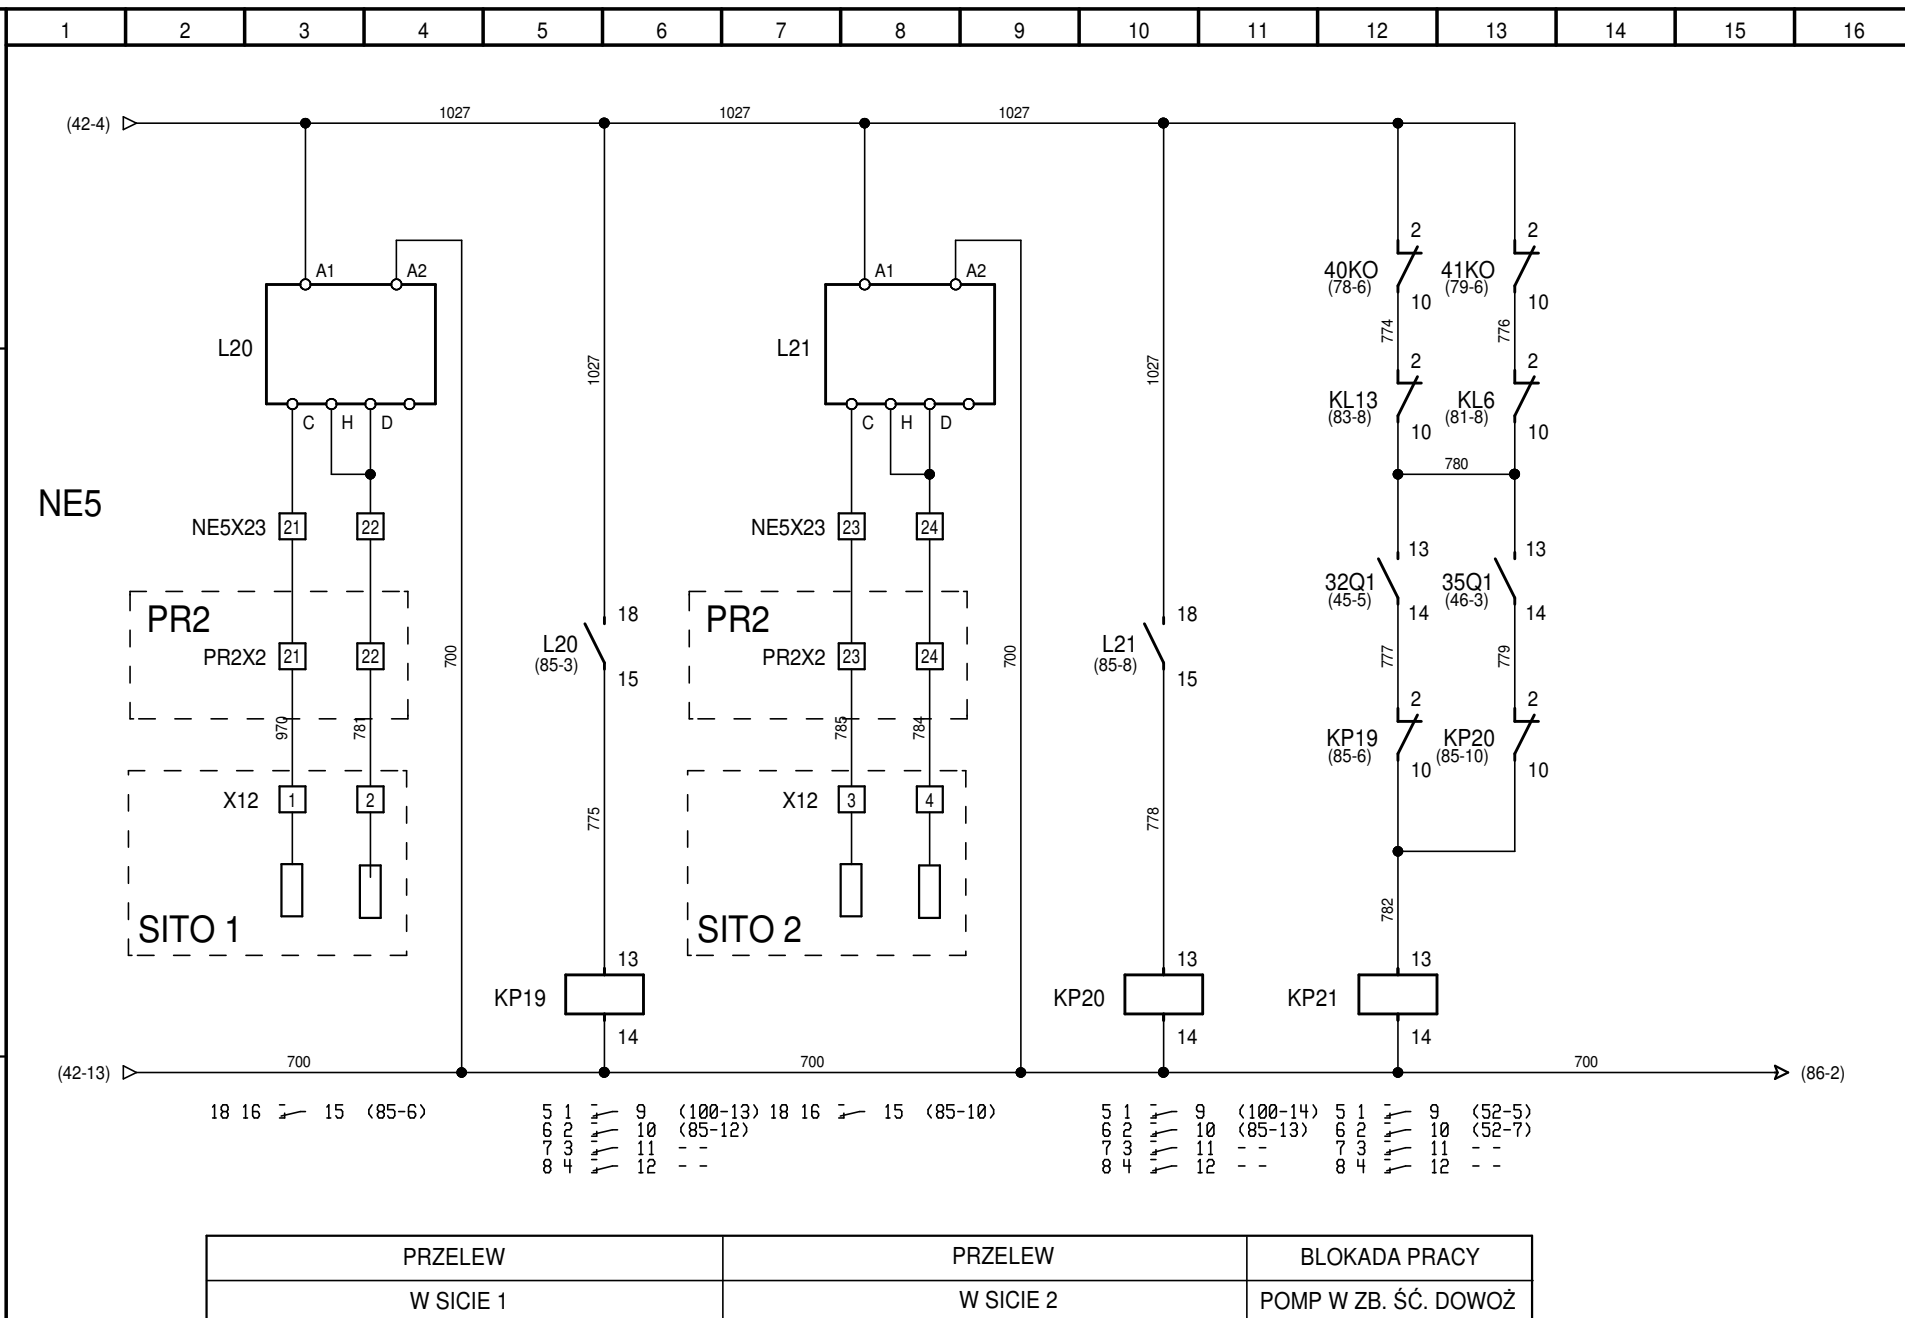 1 2 3 4 5 6 7 8 9 10 11 12 13 14 15 16
(42-4) 1027 1027 1027
A1 A2 A1 A2
2 2
40KO 41KO
(78-6) (79-6)
10 10
L20 L21
1027 1027 774 776
2 2
KL13 KL6
(83-8) (81-8)
C H D C H D
10 10
780
NE5
NE5X23 21 22 NE5X23 23 24
13 13
32Q1 35Q1
(45-5) (46-3)
14 14
PR2 PR2
18 18
L20 L21
(85-3) (85-8)
15 15
PR2X2 21 22 PR2X2 23 24
700 700 777 779
2 2
970 781 785 784
KP19 KP20
(85-6) (85-10)
10 10
X12 1 2 X12 3 4
775 778
782
SITO 1 SITO 2
13 13 13
KP19 KP20 KP21
14 14 14
(42-13) 700 700 700 (86-2)
18 16 15 (85-6) 5 1 9 (100-13) 18 16 15 (85-10) 5 1 9 (100-14) 5 1 9 (52-5)
6 2 10 (85-12) 6 2 10 (85-13) 6 2 10 (52-7)
7 3 11 - - 7 3 11 - - 7 3 11 - -
8 4 12 - - 8 4 12 - - 8 4 12 - -
PRZELEW PRZELEW BLOKADA PRACY
W SICIE 1 W SICIE 2 POMP W ZB. ŚĆ. DOWOŻ